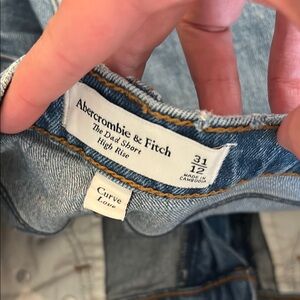 Abercrombie & Fitch
The Dad Short
High Rise
31
12
MADE IN
CAMBODIA
Curve
Love